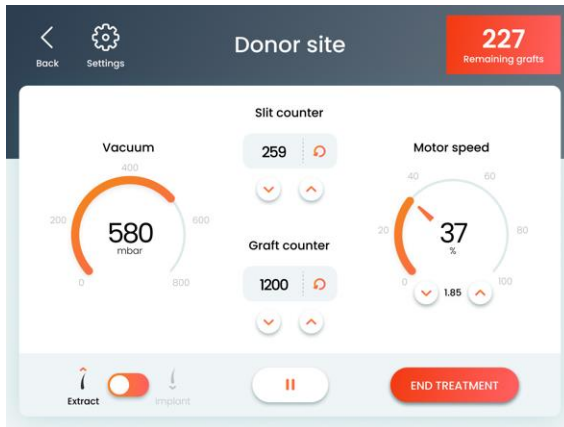 Back
Settings
Donor site
227
Remaining grafts
Slit counter
259
Vacuum
0
200
400
600
800
580
mbar
Graft counter
1200
Motor speed
0
20
40
60
80
100
37
%
1.85
Extract
Implant
END TREATMENT